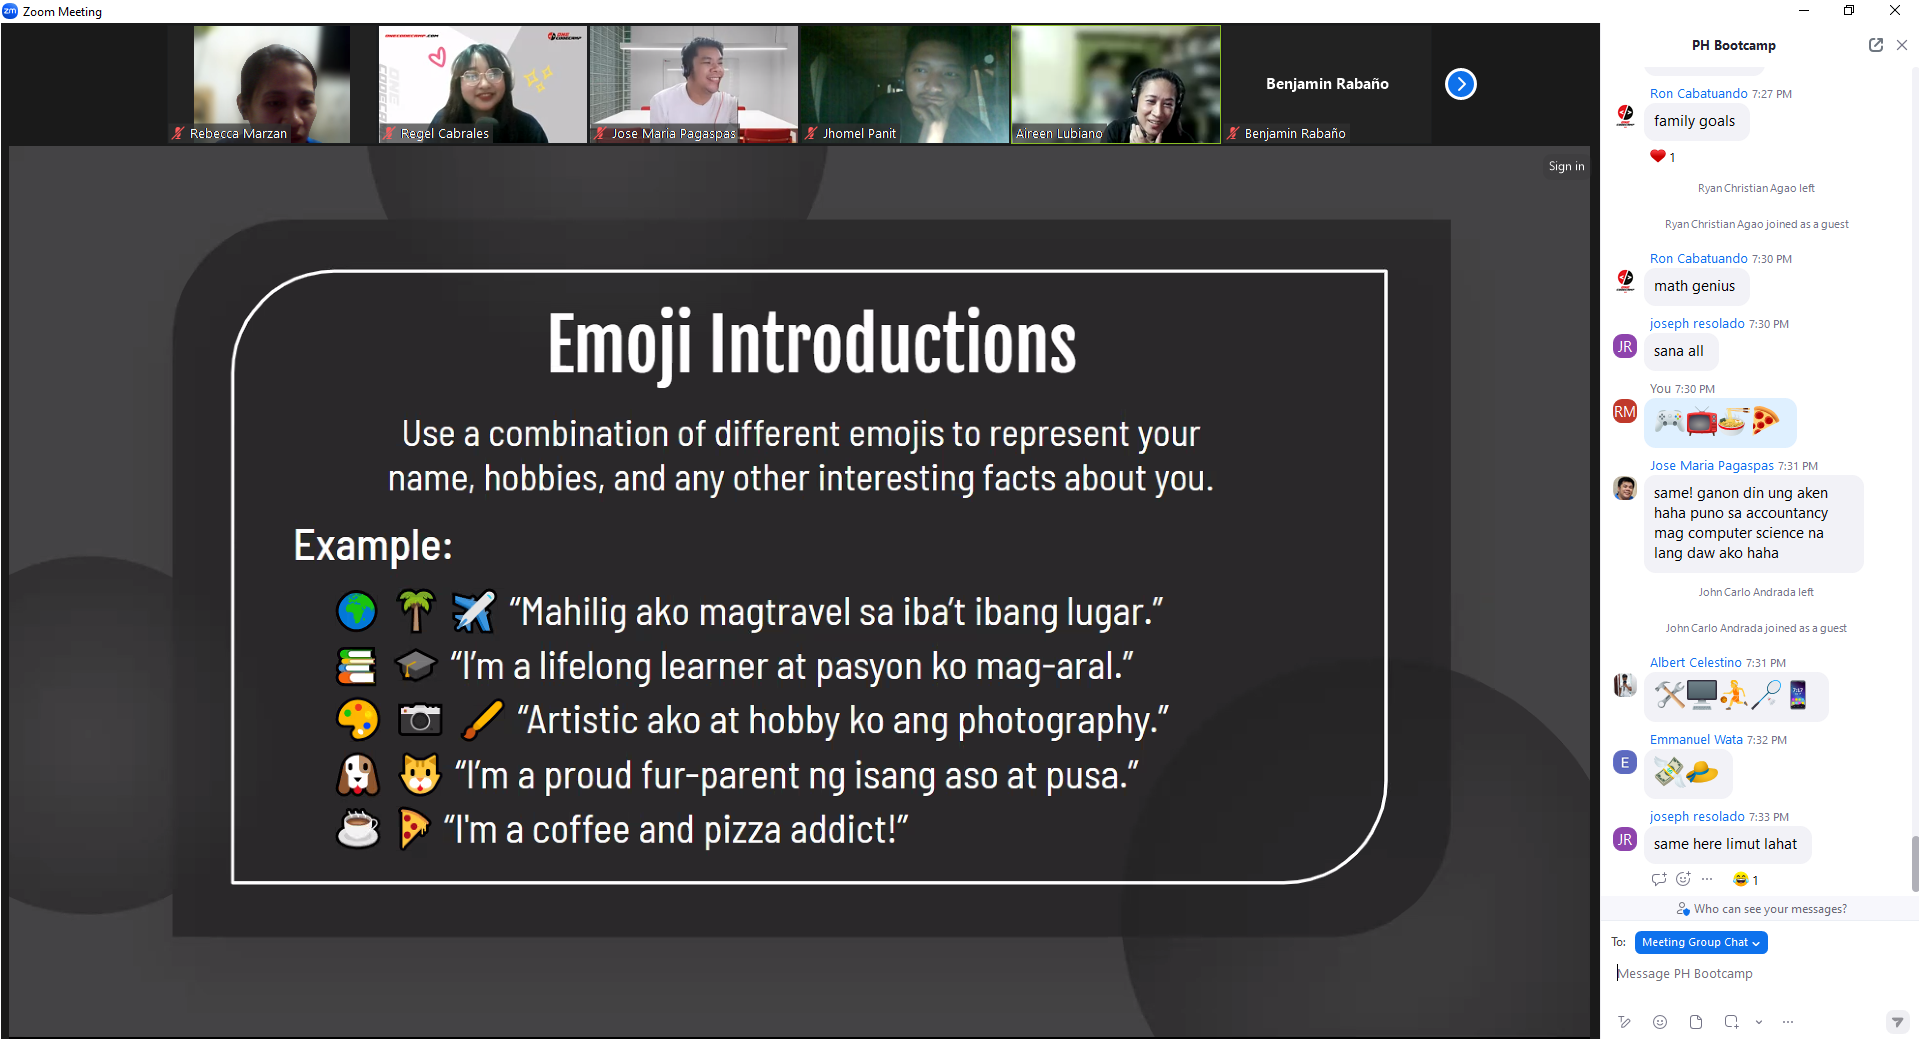 Zoom Meeting
Rebecca Marzan
Regel Cabrales
Jose Maria Pagaspas
Jhomel Panit
Aireen Lubiano
Benjamin Rabaño
Benjamin Rabaño
Sign in
Emoji Introductions
Use a combination of different emojis to represent your
name, hobbies, and any other interesting facts about you.
Example:
“Mahilig ako magtravel sa iba’t ibang lugar.”
“I’m a lifelong learner at pasyon ko mag-aral.”
“Artistic ako at hobby ko ang photography.”
“I’m a proud fur-parent ng isang aso at pusa.”
“I'm a coffee and pizza addict!”
PH Bootcamp
Ron Cabatuando 7:27 PM
family goals
1
Ryan Christian Agao left
Ryan Christian Agao joined as a guest
Ron Cabatuando 7:30 PM
math genius
joseph resolado 7:30 PM
JR
sana all
You 7:30 PM
RM
Jose Maria Pagaspas 7:31 PM
same! ganon din ung aken
haha puno sa accountancy
mag computer science na
lang daw ako haha
John Carlo Andrada left
John Carlo Andrada joined as a guest
Albert Celestino 7:31 PM
Emmanuel Wata 7:32 PM
E
joseph resolado 7:33 PM
JR
same here limut lahat
1
Who can see your messages?
To: Meeting Group Chat
Message PH Bootcamp